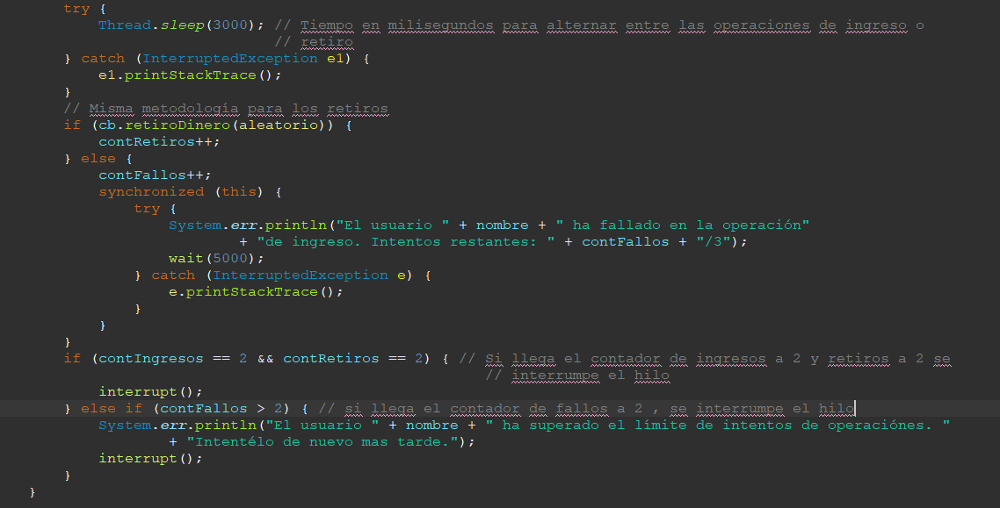 try {
Thread.sleep(3000); // Tiempo en milisegundos para alternar entre las operaciones de ingreso o
// retiro
} catch (InterruptedException e1) {
e1.printStackTrace();
}
// Misma metodología para los retiros
if (cb.retiroDinero(aleatorio)) {
contRetiros++;
} else {
contFallos++;
synchronized (this) {
try {
System.err.println("El usuario " + nombre + " ha fallado en la operación"
+ "de ingreso. Intentos restantes: " + contFallos + "/3");
wait(5000);
} catch (InterruptedException e) {
e.printStackTrace();
}
}
}
if (contIngresos == 2 && contRetiros == 2) { // Si llega el contador de ingresos a 2 y retiros a 2 se
// interrumpe el hilo
interrupt();
} else if (contFallos > 2) { // si llega el contador de fallos a 2 , se interrumpe el hilo
System.err.println("El usuario " + nombre + " ha superado el límite de intentos de operaciónes. "
+ "Intentélo de nuevo mas tarde.");
interrupt();
}
}